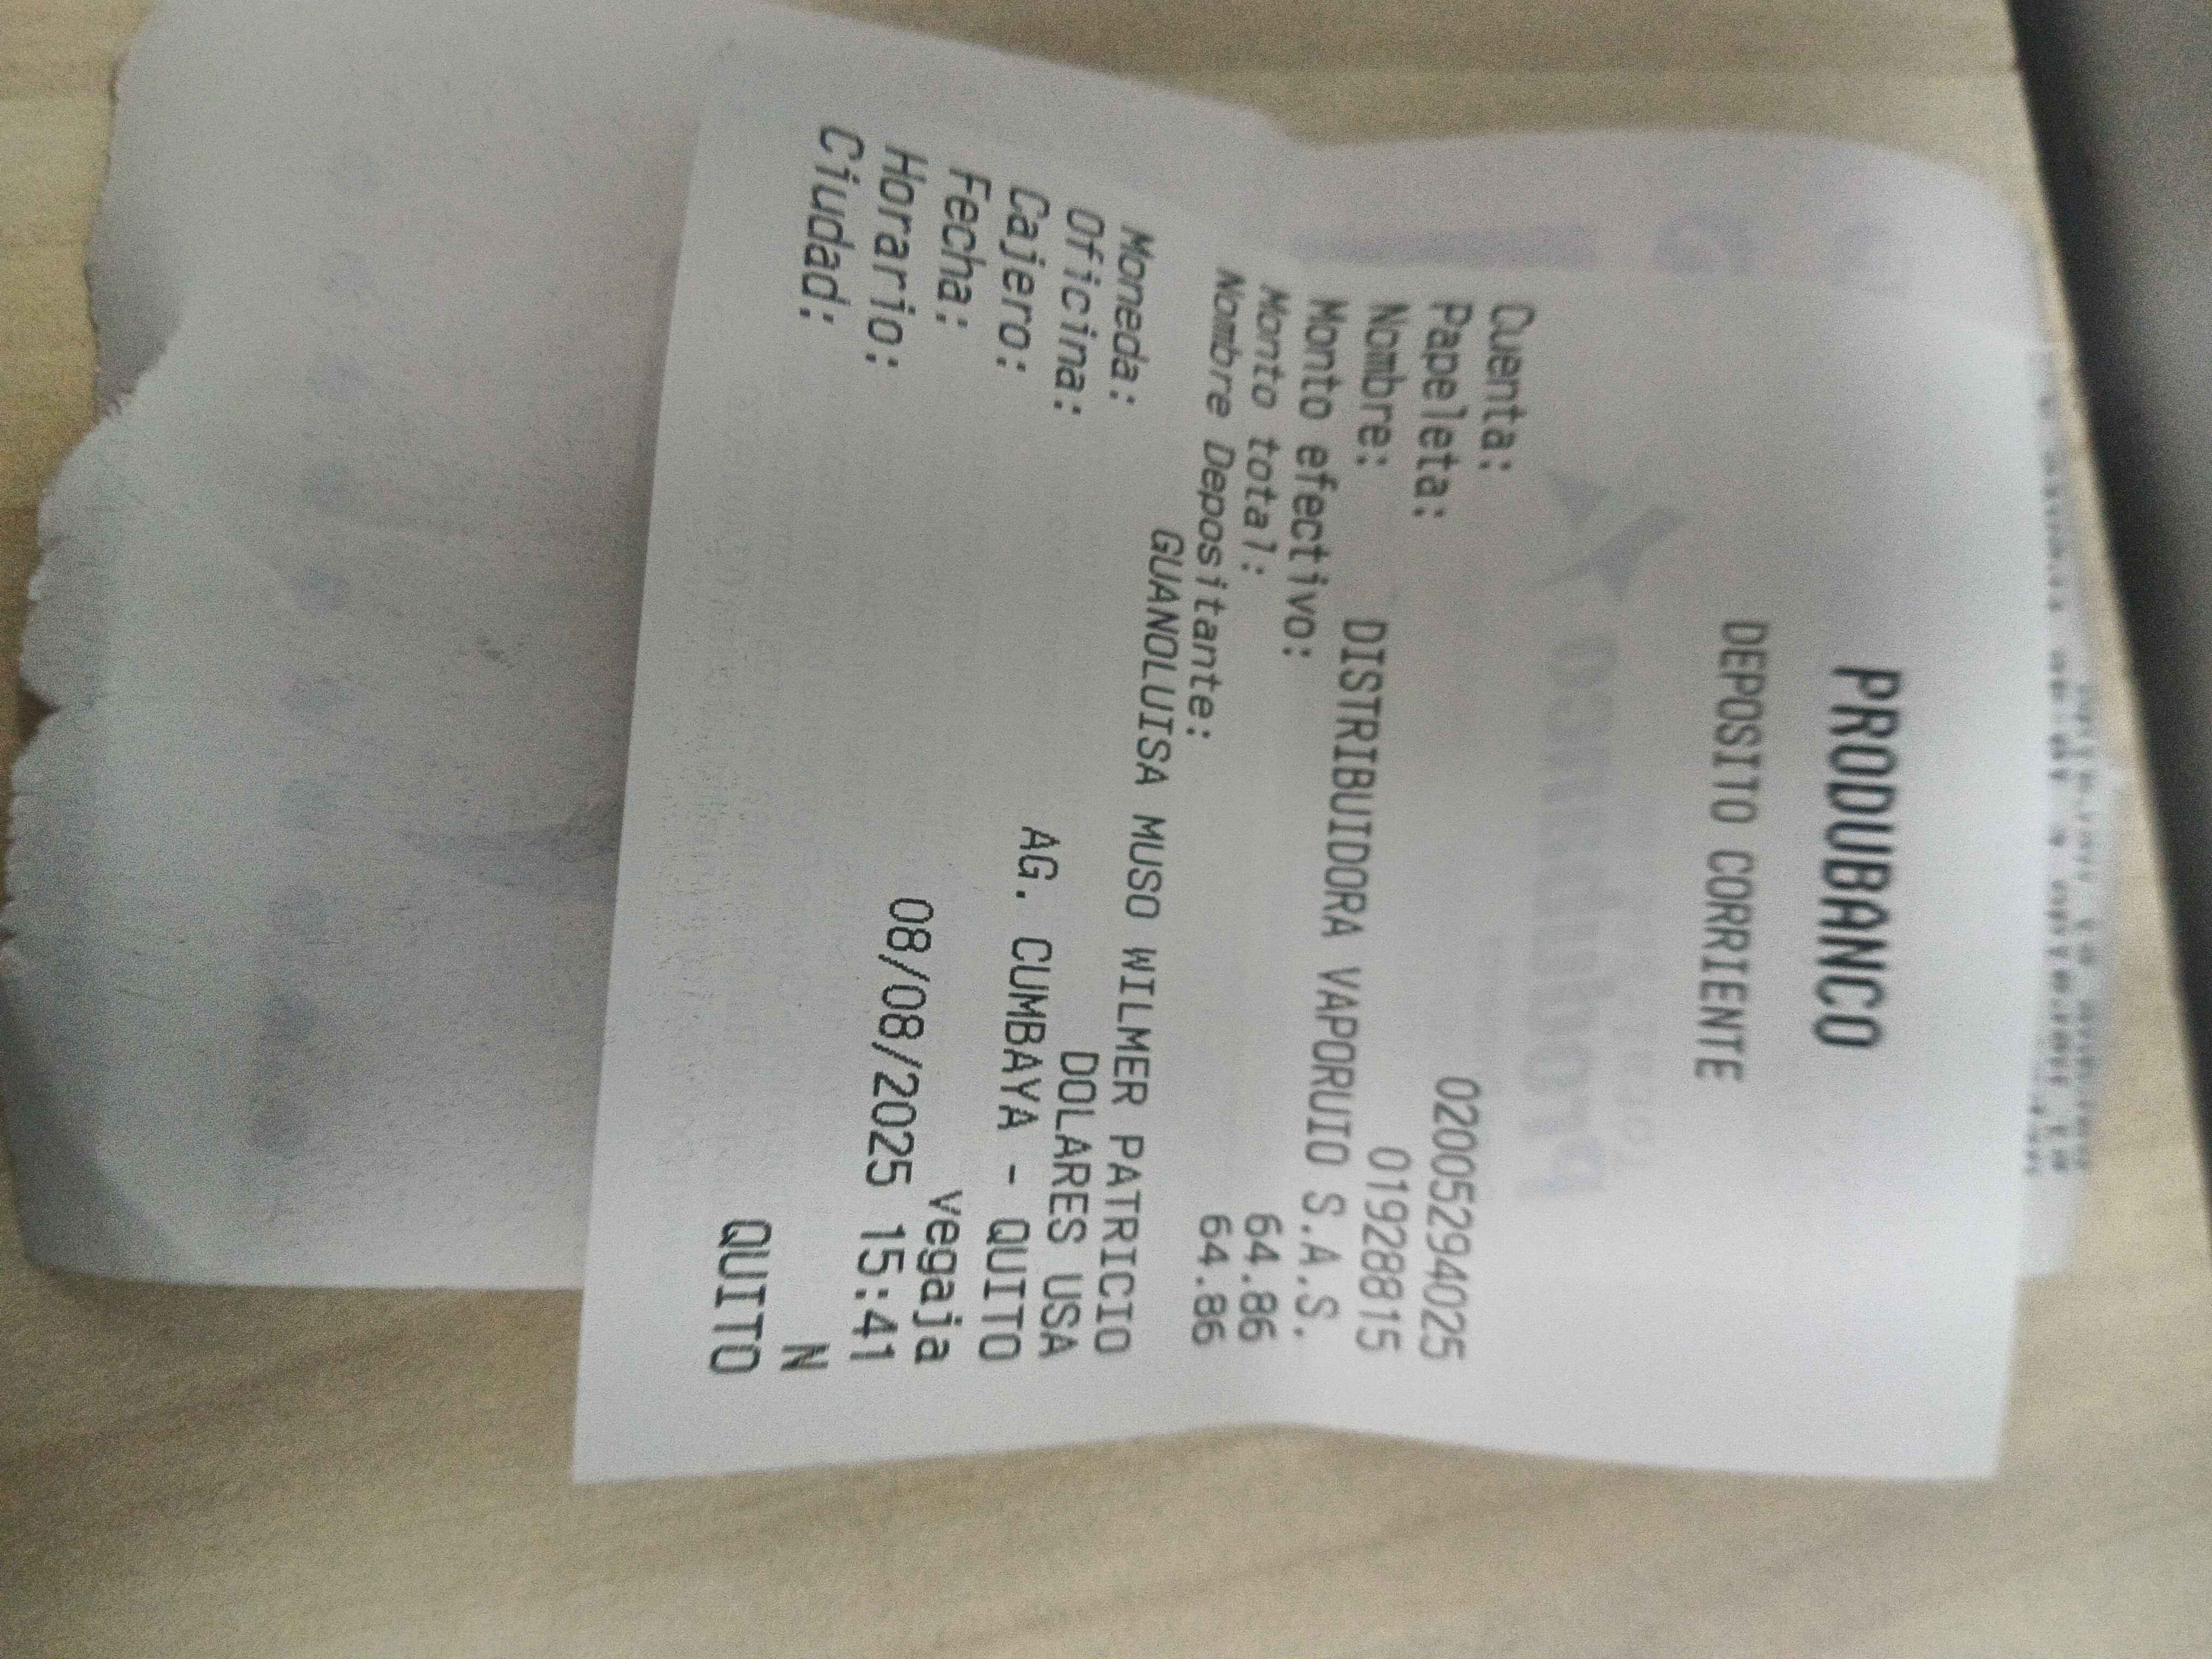 PRODUBANCO
DEPOSITO CORRIENTE
Cuenta: 02005294025
Papeleta: 019288815
Nombre: DISTRIBUIDORA VAPORUIO S.A.S.
Monto efectivo: 64.86
Monto total: 64.86
Nombre Depositante:
GUANOLUISA MUSO WILMER PATRICIO
Moneda: DOLARES USA
Oficina: AG. CUMBAYA - QUITO
Cajero: vegaja
Fecha: 08/08/2025 15:41
Horario: N
Ciudad: QUITO